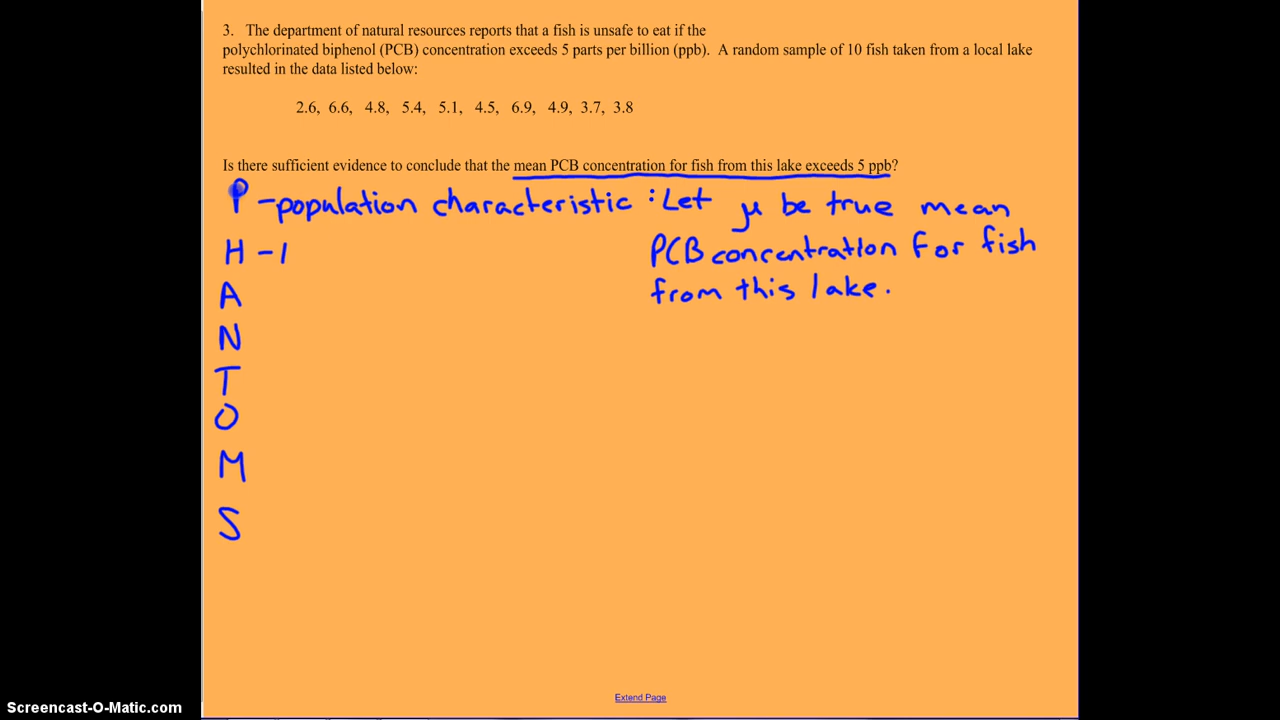 3. The department of natural resources reports that a fish is unsafe to eat if the
polychlorinated biphenol (PCB) concentration exceeds 5 parts per billion (ppb). A random sample of 10 fish taken from a local lake
resulted in the data listed below:
2.6, 6.6, 4.8, 5.4, 5.1, 4.5, 6.9, 4.9, 3.7, 3.8
Is there sufficient evidence to conclude that the mean PCB concentration for fish from this lake exceeds 5 ppb?
P - population characteristic : Let μ be true mean
PCB concentration for fish
from this lake.
H - 1
A
N
T
O
M
S
Extend Page
Screencast-O-Matic.com